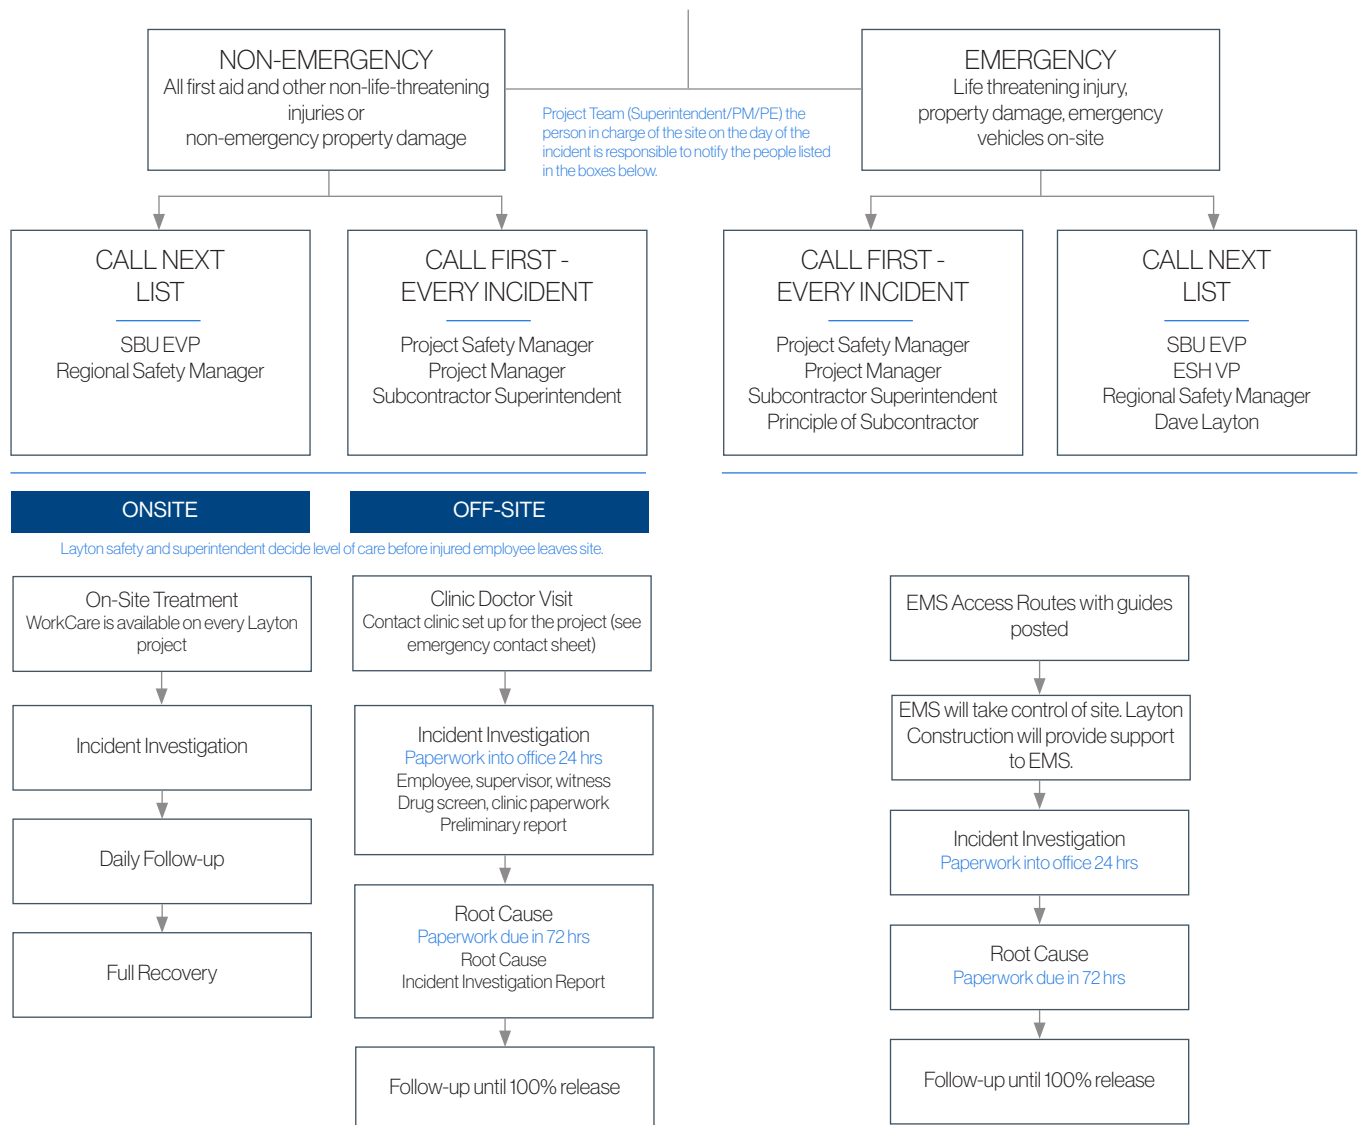 NON-EMERGENCY
All first aid and other non-life-threatening
injuries or
non-emergency property damage
Project Team (Superintendent/PM/PE) the
person in charge of the site on the day of the
incident is responsible to notify the people listed
in the boxes below.
EMERGENCY
Life threatening injury,
property damage, emergency
vehicles on-site
CALL NEXT
LIST
SBU EVP
Regional Safety Manager
CALL FIRST -
EVERY INCIDENT
Project Safety Manager
Project Manager
Subcontractor Superintendent
CALL FIRST -
EVERY INCIDENT
Project Safety Manager
Project Manager
Subcontractor Superintendent
Principle of Subcontractor
CALL NEXT
LIST
SBU EVP
ESH VP
Regional Safety Manager
Dave Layton
ONSITE
OFF-SITE
Layton safety and superintendent decide level of care before injured employee leaves site.
On-Site Treatment
WorkCare is available on every Layton
project
Incident Investigation
Daily Follow-up
Full Recovery
Clinic Doctor Visit
Contact clinic set up for the project (see
emergency contact sheet)
Incident Investigation
Paperwork into office 24 hrs
Employee, supervisor, witness
Drug screen, clinic paperwork
Preliminary report
Root Cause
Paperwork due in 72 hrs
Root Cause
Incident Investigation Report
Follow-up until 100% release
EMS Access Routes with guides
posted
EMS will take control of site. Layton
Construction will provide support
to EMS.
Incident Investigation
Paperwork into office 24 hrs
Root Cause
Paperwork due in 72 hrs
Follow-up until 100% release